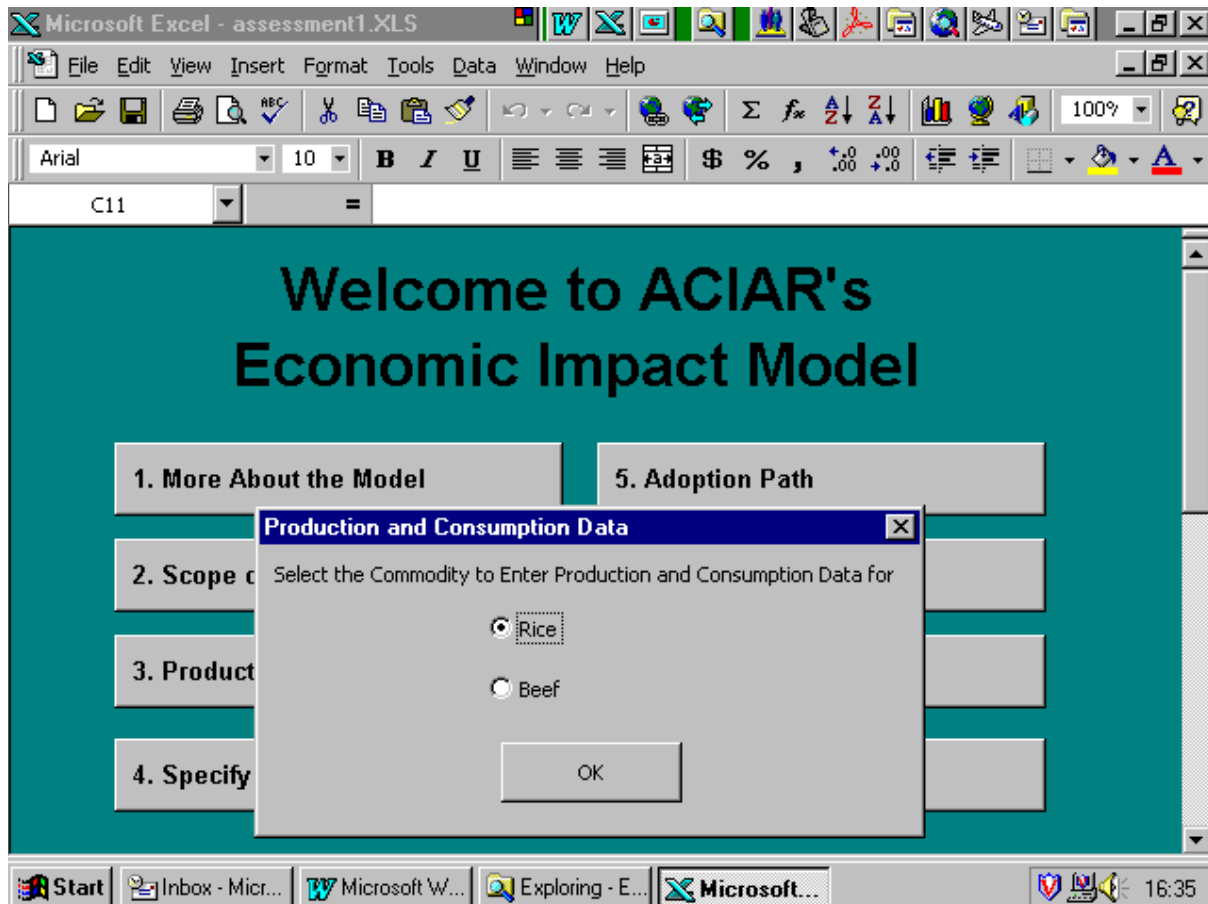 Microsoft Excel - assessment1.XLS
File Edit View Insert Format Tools Data Window Help
100%
Arial 10 B I U $ % ,
C11 =
Welcome to ACIAR's
Economic Impact Model
1. More About the Model 5. Adoption Path
Production and Consumption Data
2. Scope Select the Commodity to Enter Production and Consumption Data for
Rice
3. Product
Beef
4. Specify OK
Start Inbox - Micr... Microsoft W... Exploring - E... Microsoft... 16:35